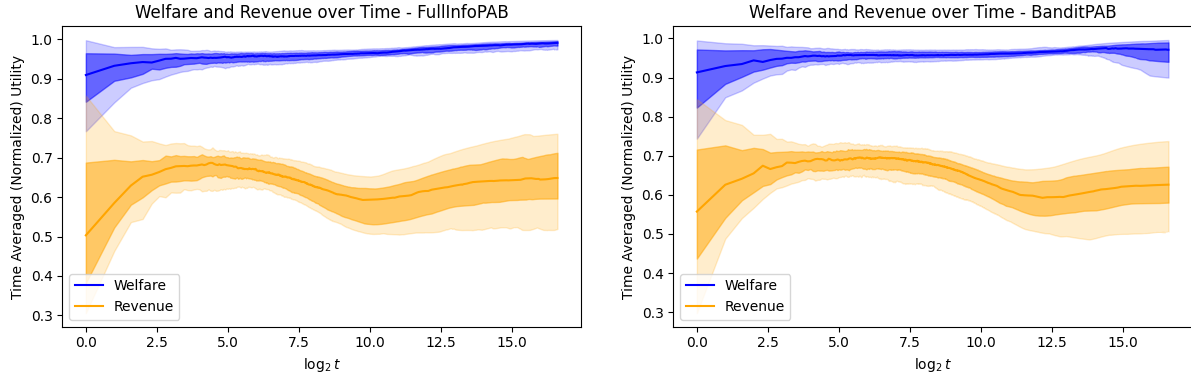 Welfare and Revenue over Time - FullInfoPAB
Time Averaged (Normalized) Utility
1.0
0.9
0.8
0.7
0.6
0.5
0.4
0.3
Welfare
Revenue
0.0 2.5 5.0 7.5 10.0 12.5 15.0
log₂ t
Welfare and Revenue over Time - BanditPAB
Time Averaged (Normalized) Utility
1.0
0.9
0.8
0.7
0.6
0.5
0.4
0.3
Welfare
Revenue
0.0 2.5 5.0 7.5 10.0 12.5 15.0
log₂ t